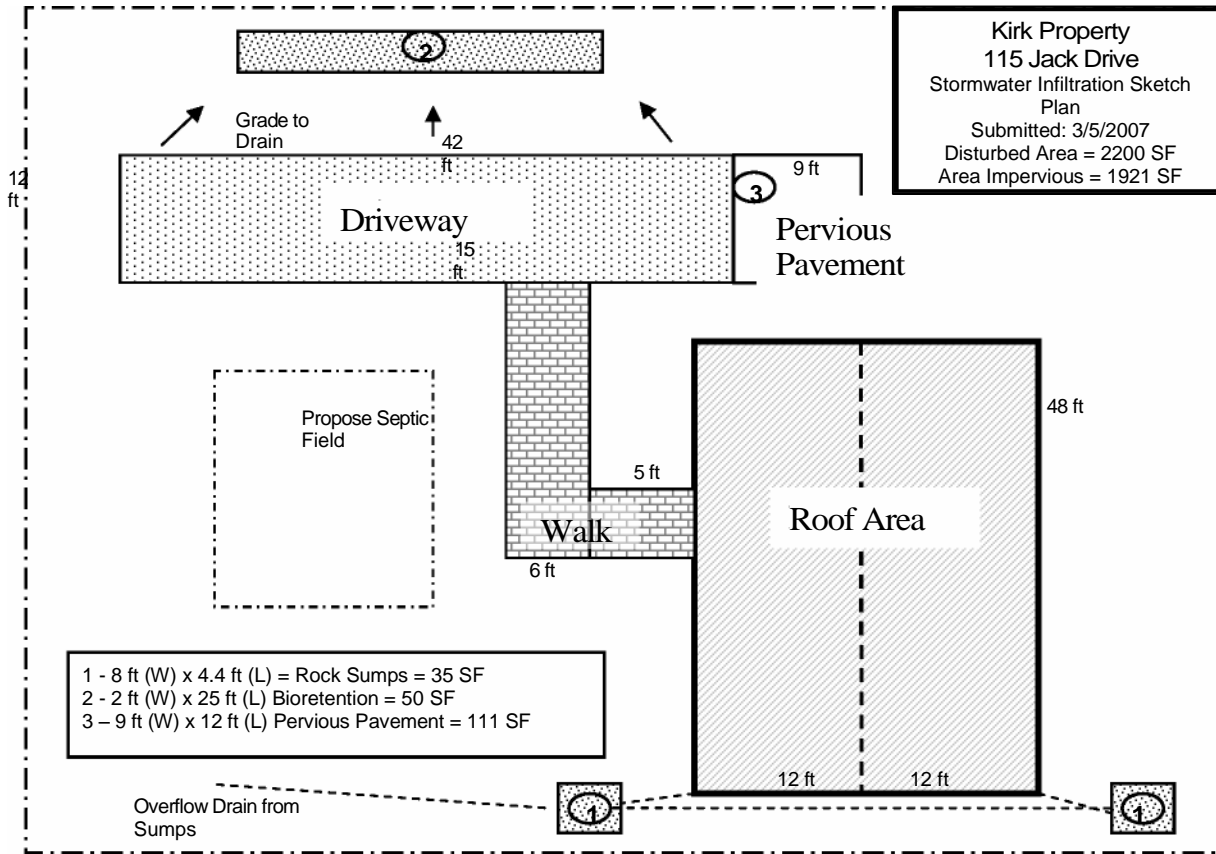 Kirk Property
115 Jack Drive
Stormwater Infiltration Sketch
Plan
Submitted: 3/5/2007
Disturbed Area = 2200 SF
Area Impervious = 1921 SF
2
Grade to
Drain
42
ft
12
ft
9 ft
3
Driveway
15
ft
Pervious
Pavement
Propose Septic
Field
48 ft
5 ft
Walk
Roof Area
6 ft
1 - 8 ft (W) x 4.4 ft (L) = Rock Sumps = 35 SF
2 - 2 ft (W) x 25 ft (L) Bioretention = 50 SF
3 – 9 ft (W) x 12 ft (L) Pervious Pavement = 111 SF
12 ft
12 ft
Overflow Drain from
Sumps
1
1